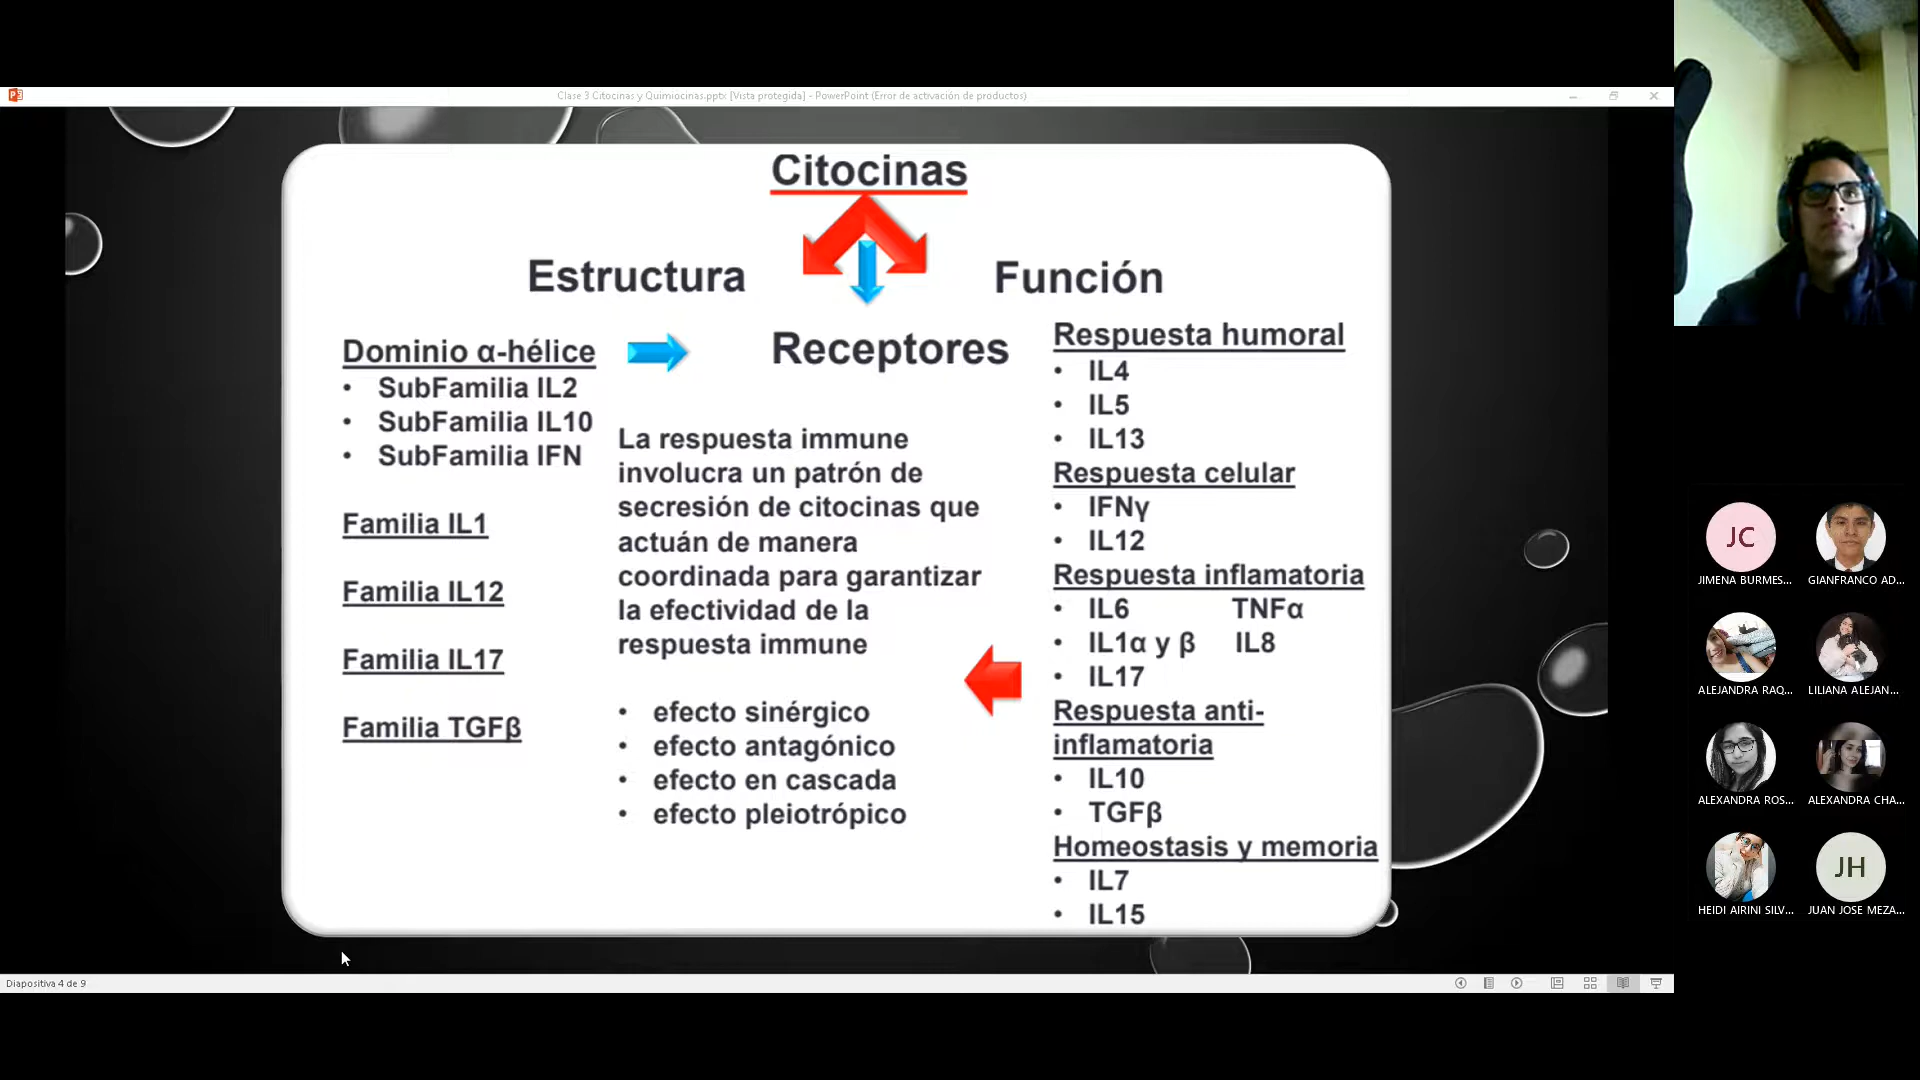 Clase 3 Citocinas y Quimiocinas.pptx [Vista protegida] - PowerPoint (Error de activación de productos)
Citocinas
Estructura
Función
Receptores
Dominio α-hélice
• SubFamilia IL2
• SubFamilia IL10
• SubFamilia IFN
Familia IL1
Familia IL12
Familia IL17
Familia TGFβ
La respuesta immune
involucra un patrón de
secresión de citocinas que
actuán de manera
coordinada para garantizar
la efectividad de la
respuesta immune
• efecto sinérgico
• efecto antagónico
• efecto en cascada
• efecto pleiotrópico
Respuesta humoral
• IL4
• IL5
• IL13
Respuesta celular
• IFNγ
• IL12
Respuesta inflamatoria
• IL6 TNFα
• IL1α y β IL8
• IL17
Respuesta anti-
inflamatoria
• IL10
• TGFβ
Homeostasis y memoria
• IL7
• IL15
Diapositiva 4 de 9
JC
JIMENA BURMES...
GIANFRANCO AD...
ALEJANDRA RAQ...
LILIANA ALEJAN...
ALEXANDRA ROS...
ALEXANDRA CHA...
HEIDI AIRINI SILV...
JH
JUAN JOSE MEZA...